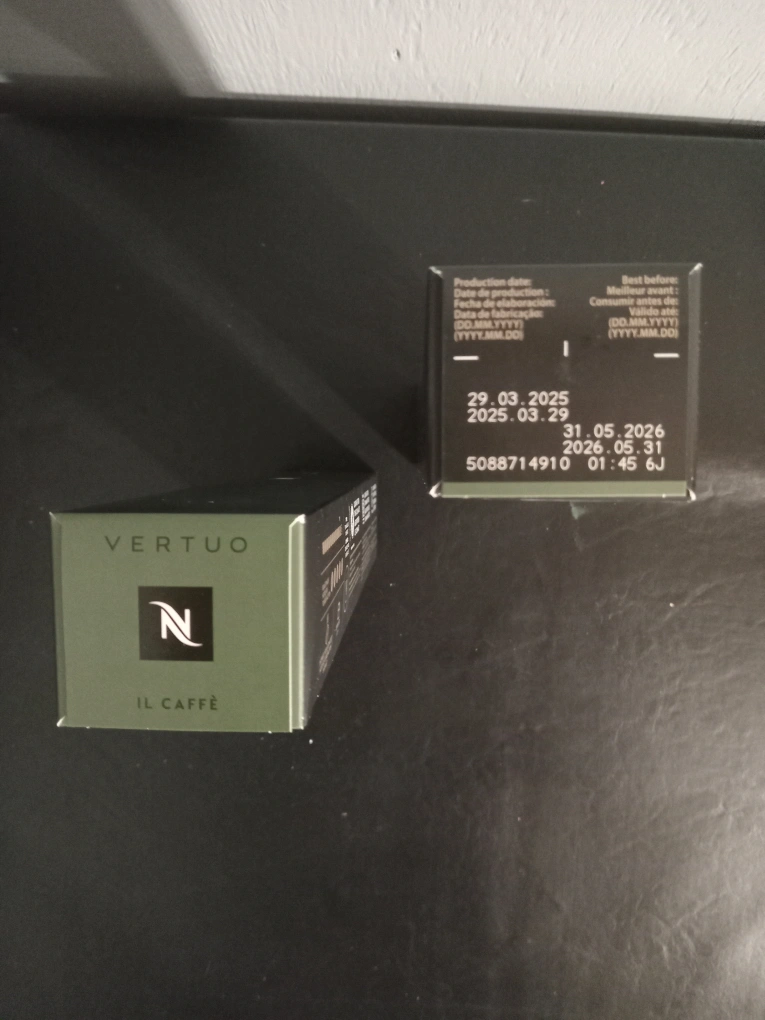 Production date:
Date de production :
Fecha de elaboración:
Data de fabricação:
(DD.MM.YYYY)
(YYYY.MM.DD)
Best before:
Meilleur avant :
Consumir antes de:
Válido até:
(DD.MM.YYYY)
(YYYY.MM.DD)
29.03.2025
2025.03.29
31.05.2026
2026.05.31
5088714910 01:45 6J
VERTUO
N
IL CAFFÈ